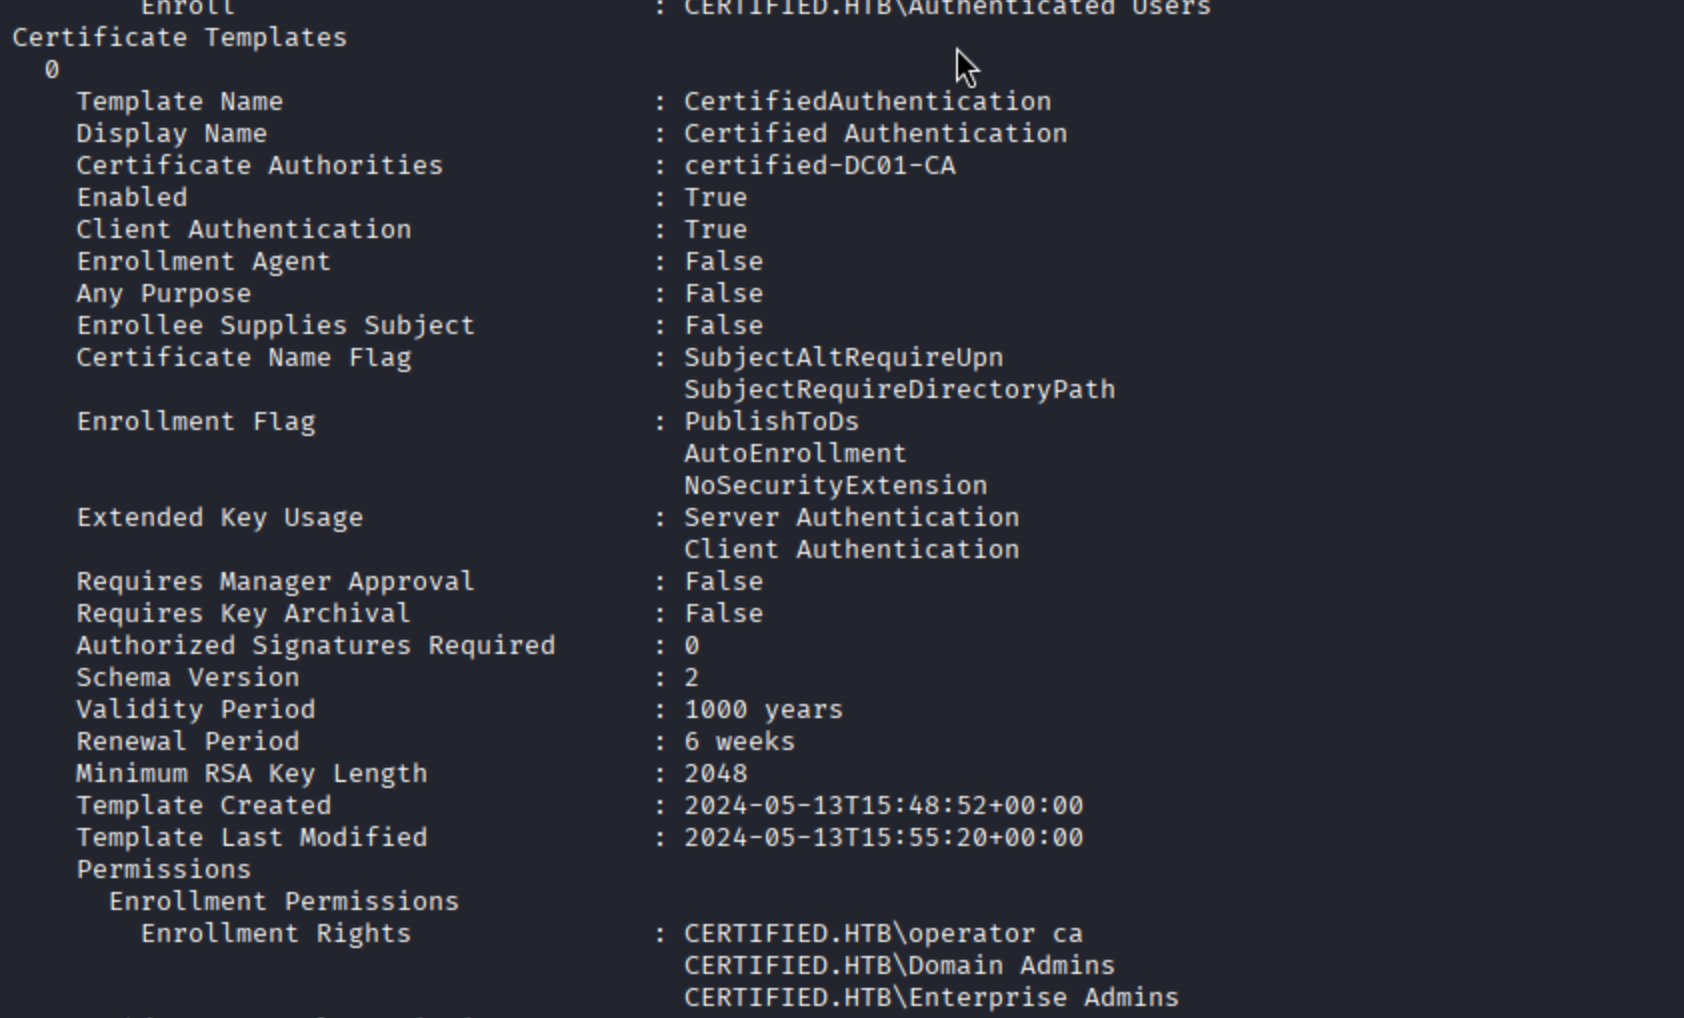 Enroll : CERTIFIED.HTB\Authenticated Users
Certificate Templates
0
Template Name : CertifiedAuthentication
Display Name : Certified Authentication
Certificate Authorities : certified-DC01-CA
Enabled : True
Client Authentication : True
Enrollment Agent : False
Any Purpose : False
Enrollee Supplies Subject : False
Certificate Name Flag : SubjectAltRequireUpn
SubjectRequireDirectoryPath
Enrollment Flag : PublishToDs
AutoEnrollment
NoSecurityExtension
Extended Key Usage : Server Authentication
Client Authentication
Requires Manager Approval : False
Requires Key Archival : False
Authorized Signatures Required : 0
Schema Version : 2
Validity Period : 1000 years
Renewal Period : 6 weeks
Minimum RSA Key Length : 2048
Template Created : 2024-05-13T15:48:52+00:00
Template Last Modified : 2024-05-13T15:55:20+00:00
Permissions
Enrollment Permissions
Enrollment Rights : CERTIFIED.HTB\operator ca
CERTIFIED.HTB\Domain Admins
CERTIFIED.HTB\Enterprise Admins